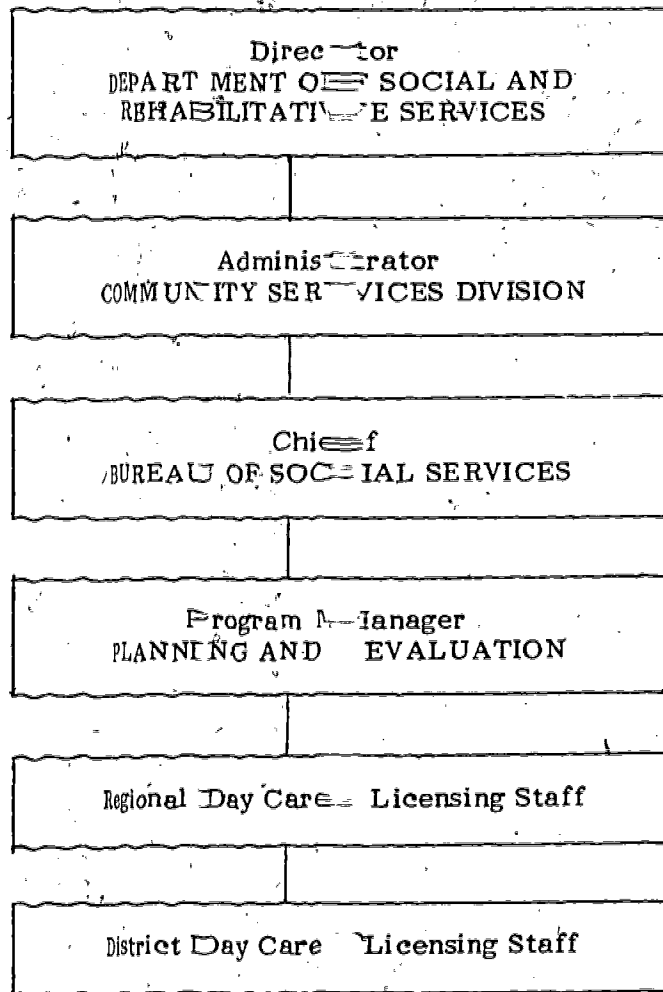 Director
DEPARTMENT OF SOCIAL AND
REHABILITATIVE SERVICES
Administrator
COMMUNITY SERVICES DIVISION
Chief
BUREAU OF SOCIAL SERVICES
Program Manager
PLANNING AND EVALUATION
Regional Day Care Licensing Staff
District Day Care Licensing Staff